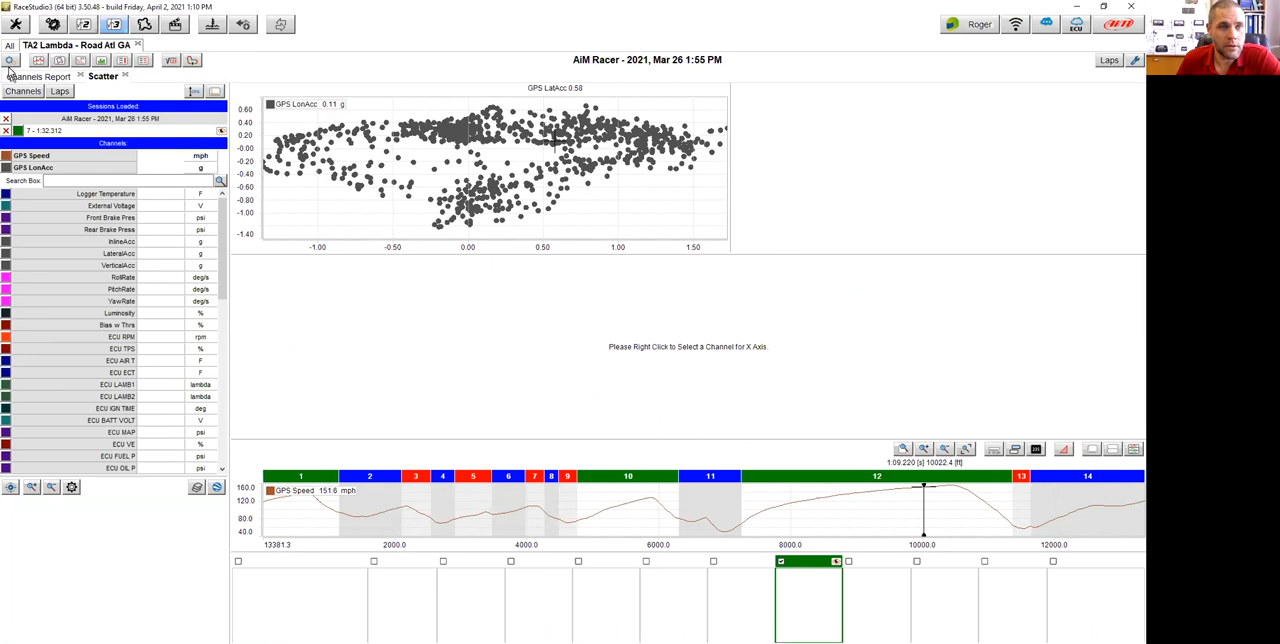 RaceStudio3 (64 bit) 3.50.48 - build Friday, April 2, 2021 1:10 PM
2
3
Roger
ECU
AiM
All
TA2 Lambda - Road Atl GA
AiM Racer - 2021, Mar 26 1:55 PM
Laps
Channels Report
Scatter
Channels
Laps
Sessions Loaded:
AiM Racer - 2021, Mar 26 1:55 PM
7 - 1:32.312
Channels:
GPS Speed mph
GPS LonAcc g
Search Box:
Logger Temperature F
External Voltage V
Front Brake Pres psi
Rear Brake Press psi
InlineAcc g
LateralAcc g
VerticalAcc g
RollRate deg/s
PitchRate deg/s
YawRate deg/s
Luminosity %
Bias w Thrs %
ECU RPM rpm
ECU TPS %
ECU AIR T F
ECU ECT F
ECU LAMB1 lambda
ECU LAMB2 lambda
ECU IGN TIME deg
ECU BATT VOLT V
ECU MAP psi
ECU VE %
ECU FUEL P psi
ECU OIL P psi
GPS LatAcc 0.58
GPS LonAcc 0.11 g
0.60
0.40
0.20
-0.00
-0.20
-0.40
-0.60
-0.80
-1.00
-1.40
-1.00 -0.50 0.00 0.50 1.00 1.50
Please Right Click to Select a Channel for X Axis.
1:09.220 [s] 10022.4 [ft]
1 2 3 4 5 6 7 8 9 10 11 12 13 14
GPS Speed 151.6 mph
160.0
80.0
40.0
13381.3 2000.0 4000.0 6000.0 8000.0 10000.0 12000.0